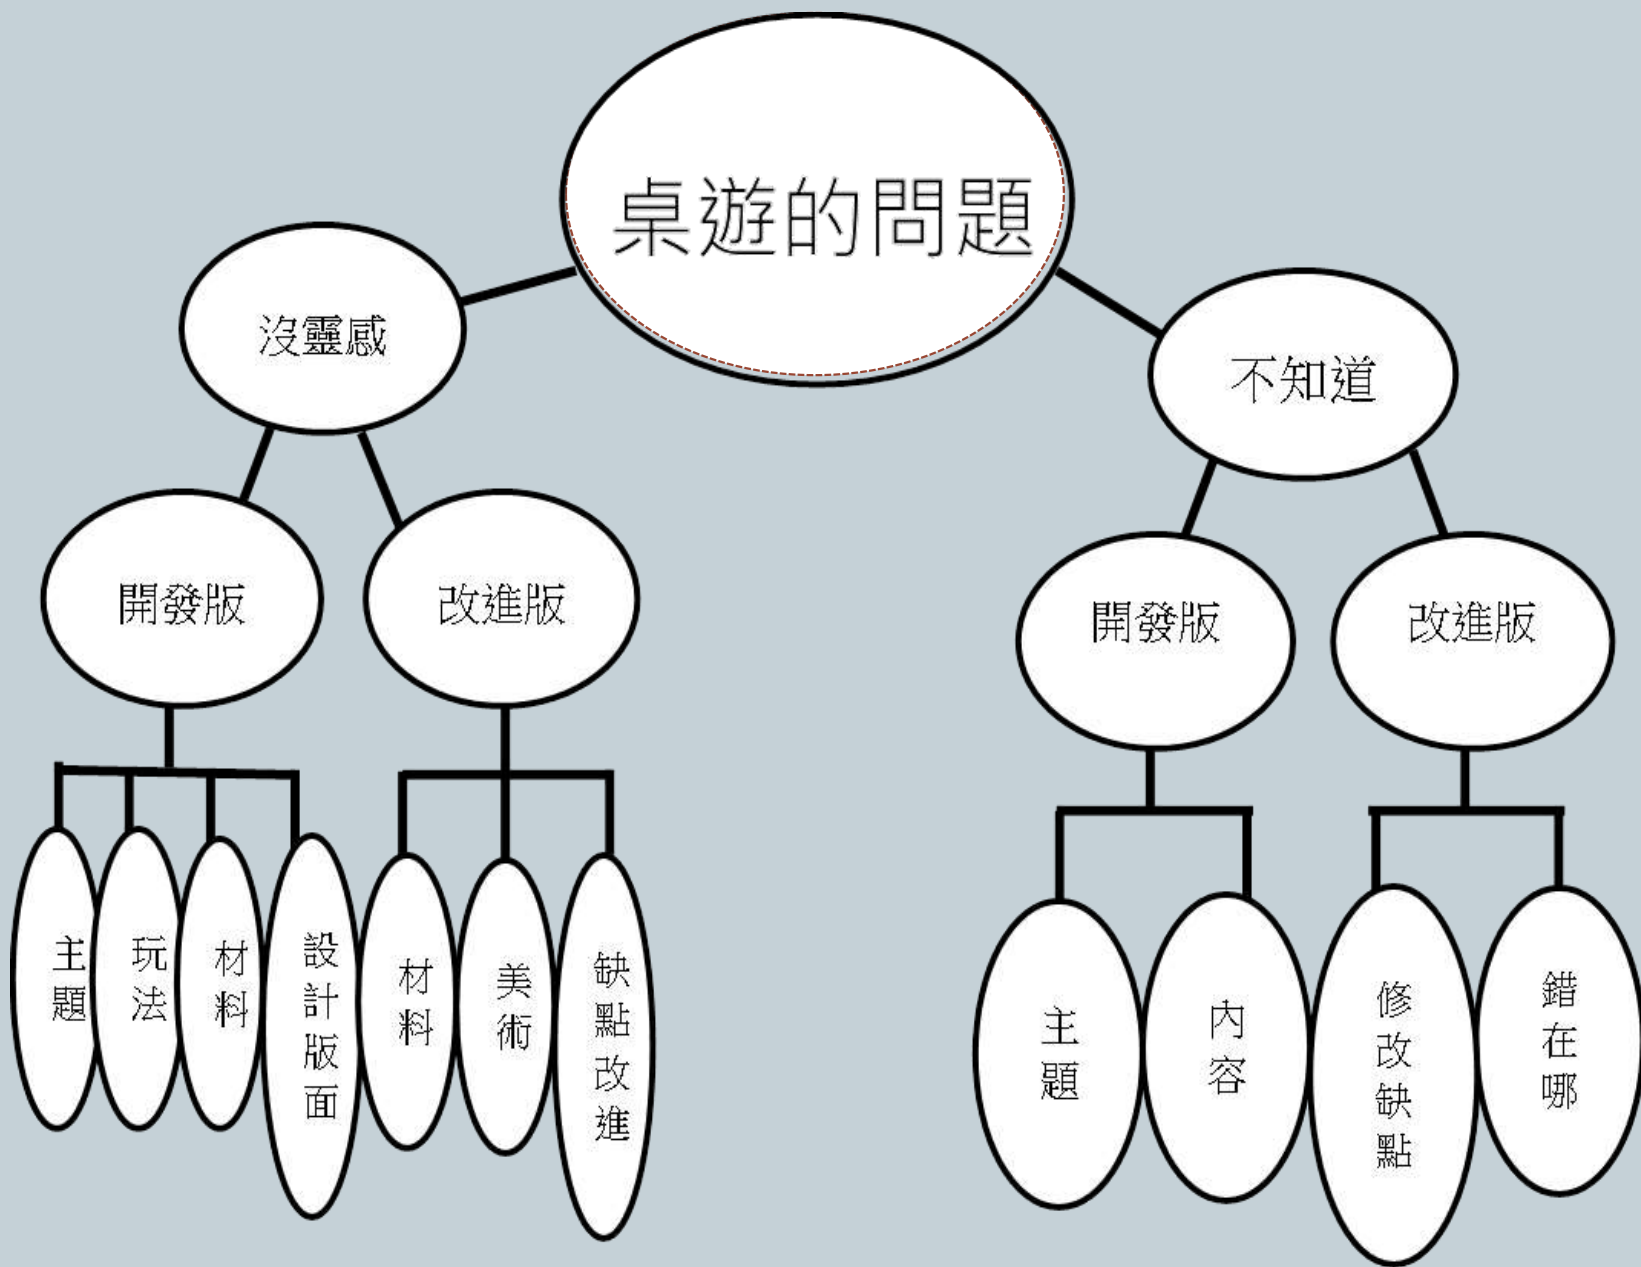 桌遊的問題
沒靈感
不知道
開發版
改進版
開發版
改進版
主題
玩法
材料
設計版面
材料
美術
缺點改進
主題
內容
修改缺點
錯在哪